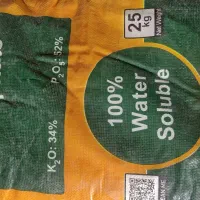 P₂O₅: 52%
K₂O: 34%
25
kg
Net Weight
100%
Water
Soluble